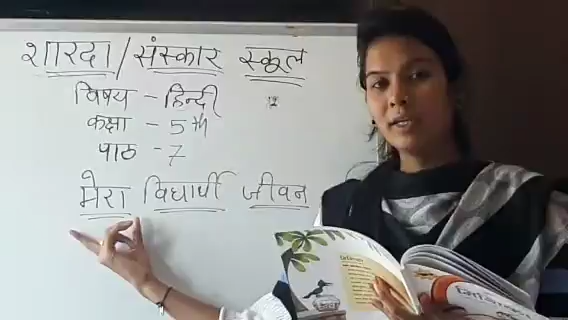 शारदा/संस्कार स्कूल
विषय - हिन्दी
कक्षा - 5th
पाठ - 7
मेरा विद्यार्थी जीवन